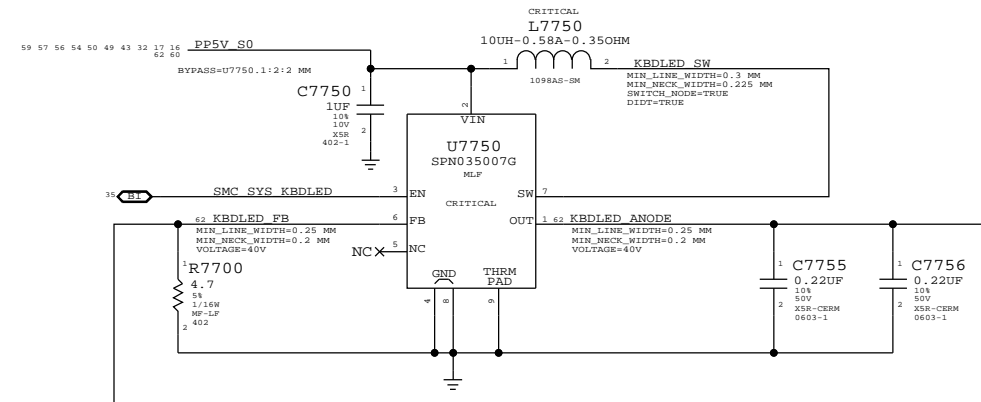 CRITICAL
L7750
10UH-0.58A-0.35OHM
59 57 56 54 50 49 43 32 17 16
62 60
PP5V_S0
1
2
KBDLED_SW
BYPASS=U7750.1:2:2 MM
1098AS-SM
MIN_LINE_WIDTH=0.3 MM
MIN_NECK_WIDTH=0.225 MM
SWITCH_NODE=TRUE
DIDT=TRUE
C7750
1
1UF
10%
10V
X5R
402-1
2
2
VIN
U7750
SPN035007G
MLF
CRITICAL
35
BI
SMC_SYS_KBDLED
3
EN
SW
7
62 KBDLED_FB
6
FB
OUT
1
62 KBDLED_ANODE
MIN_LINE_WIDTH=0.25 MM
MIN_NECK_WIDTH=0.2 MM
VOLTAGE=40V
MIN_LINE_WIDTH=0.25 MM
MIN_NECK_WIDTH=0.2 MM
VOLTAGE=40V
NC
5
NC
GND
THRM
PAD
4
8
9
1
R7700
4.7
5%
1/16W
MF-LF
402
2
1
C7755
0.22UF
10%
50V
X5R-CERM
0603-1
2
1
C7756
0.22UF
10%
50V
X5R-CERM
0603-1
2